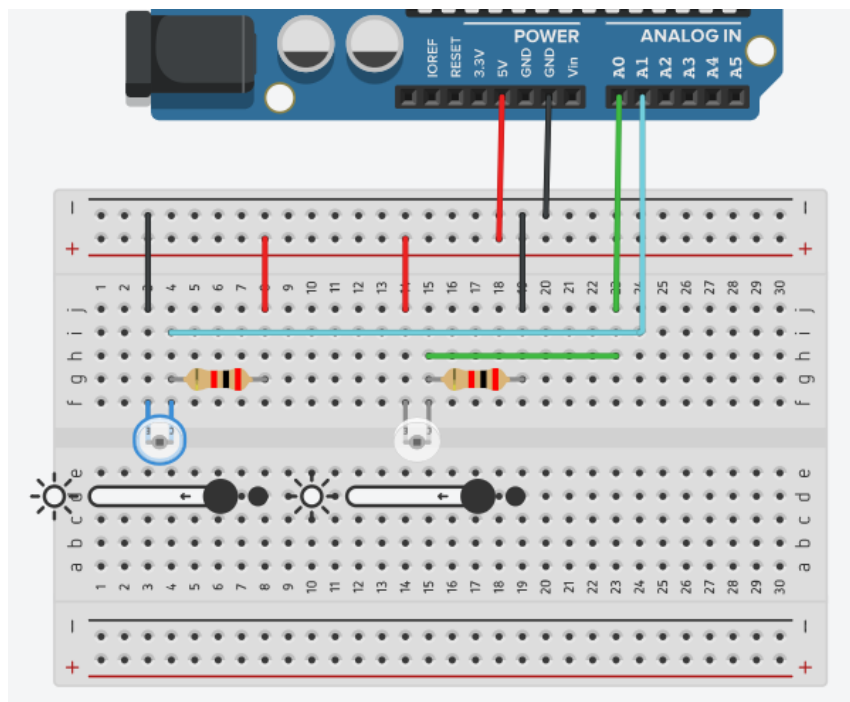 POWER ANALOG IN
IOREF RESET 3.3V 5V GND GND Vin A0 A1 A2 A3 A4 A5
− −
+ +
1 2 3 4 5 6 7 8 9 10 11 12 13 14 15 16 17 18 19 20 21 22 23 24 25 26 27 28 29 30
j j
i i
h h
g g
f f
e e
d d
c c
b b
a a
1 2 3 4 5 6 7 8 9 10 11 12 13 14 15 16 17 18 19 20 21 22 23 24 25 26 27 28 29 30
− −
+ +